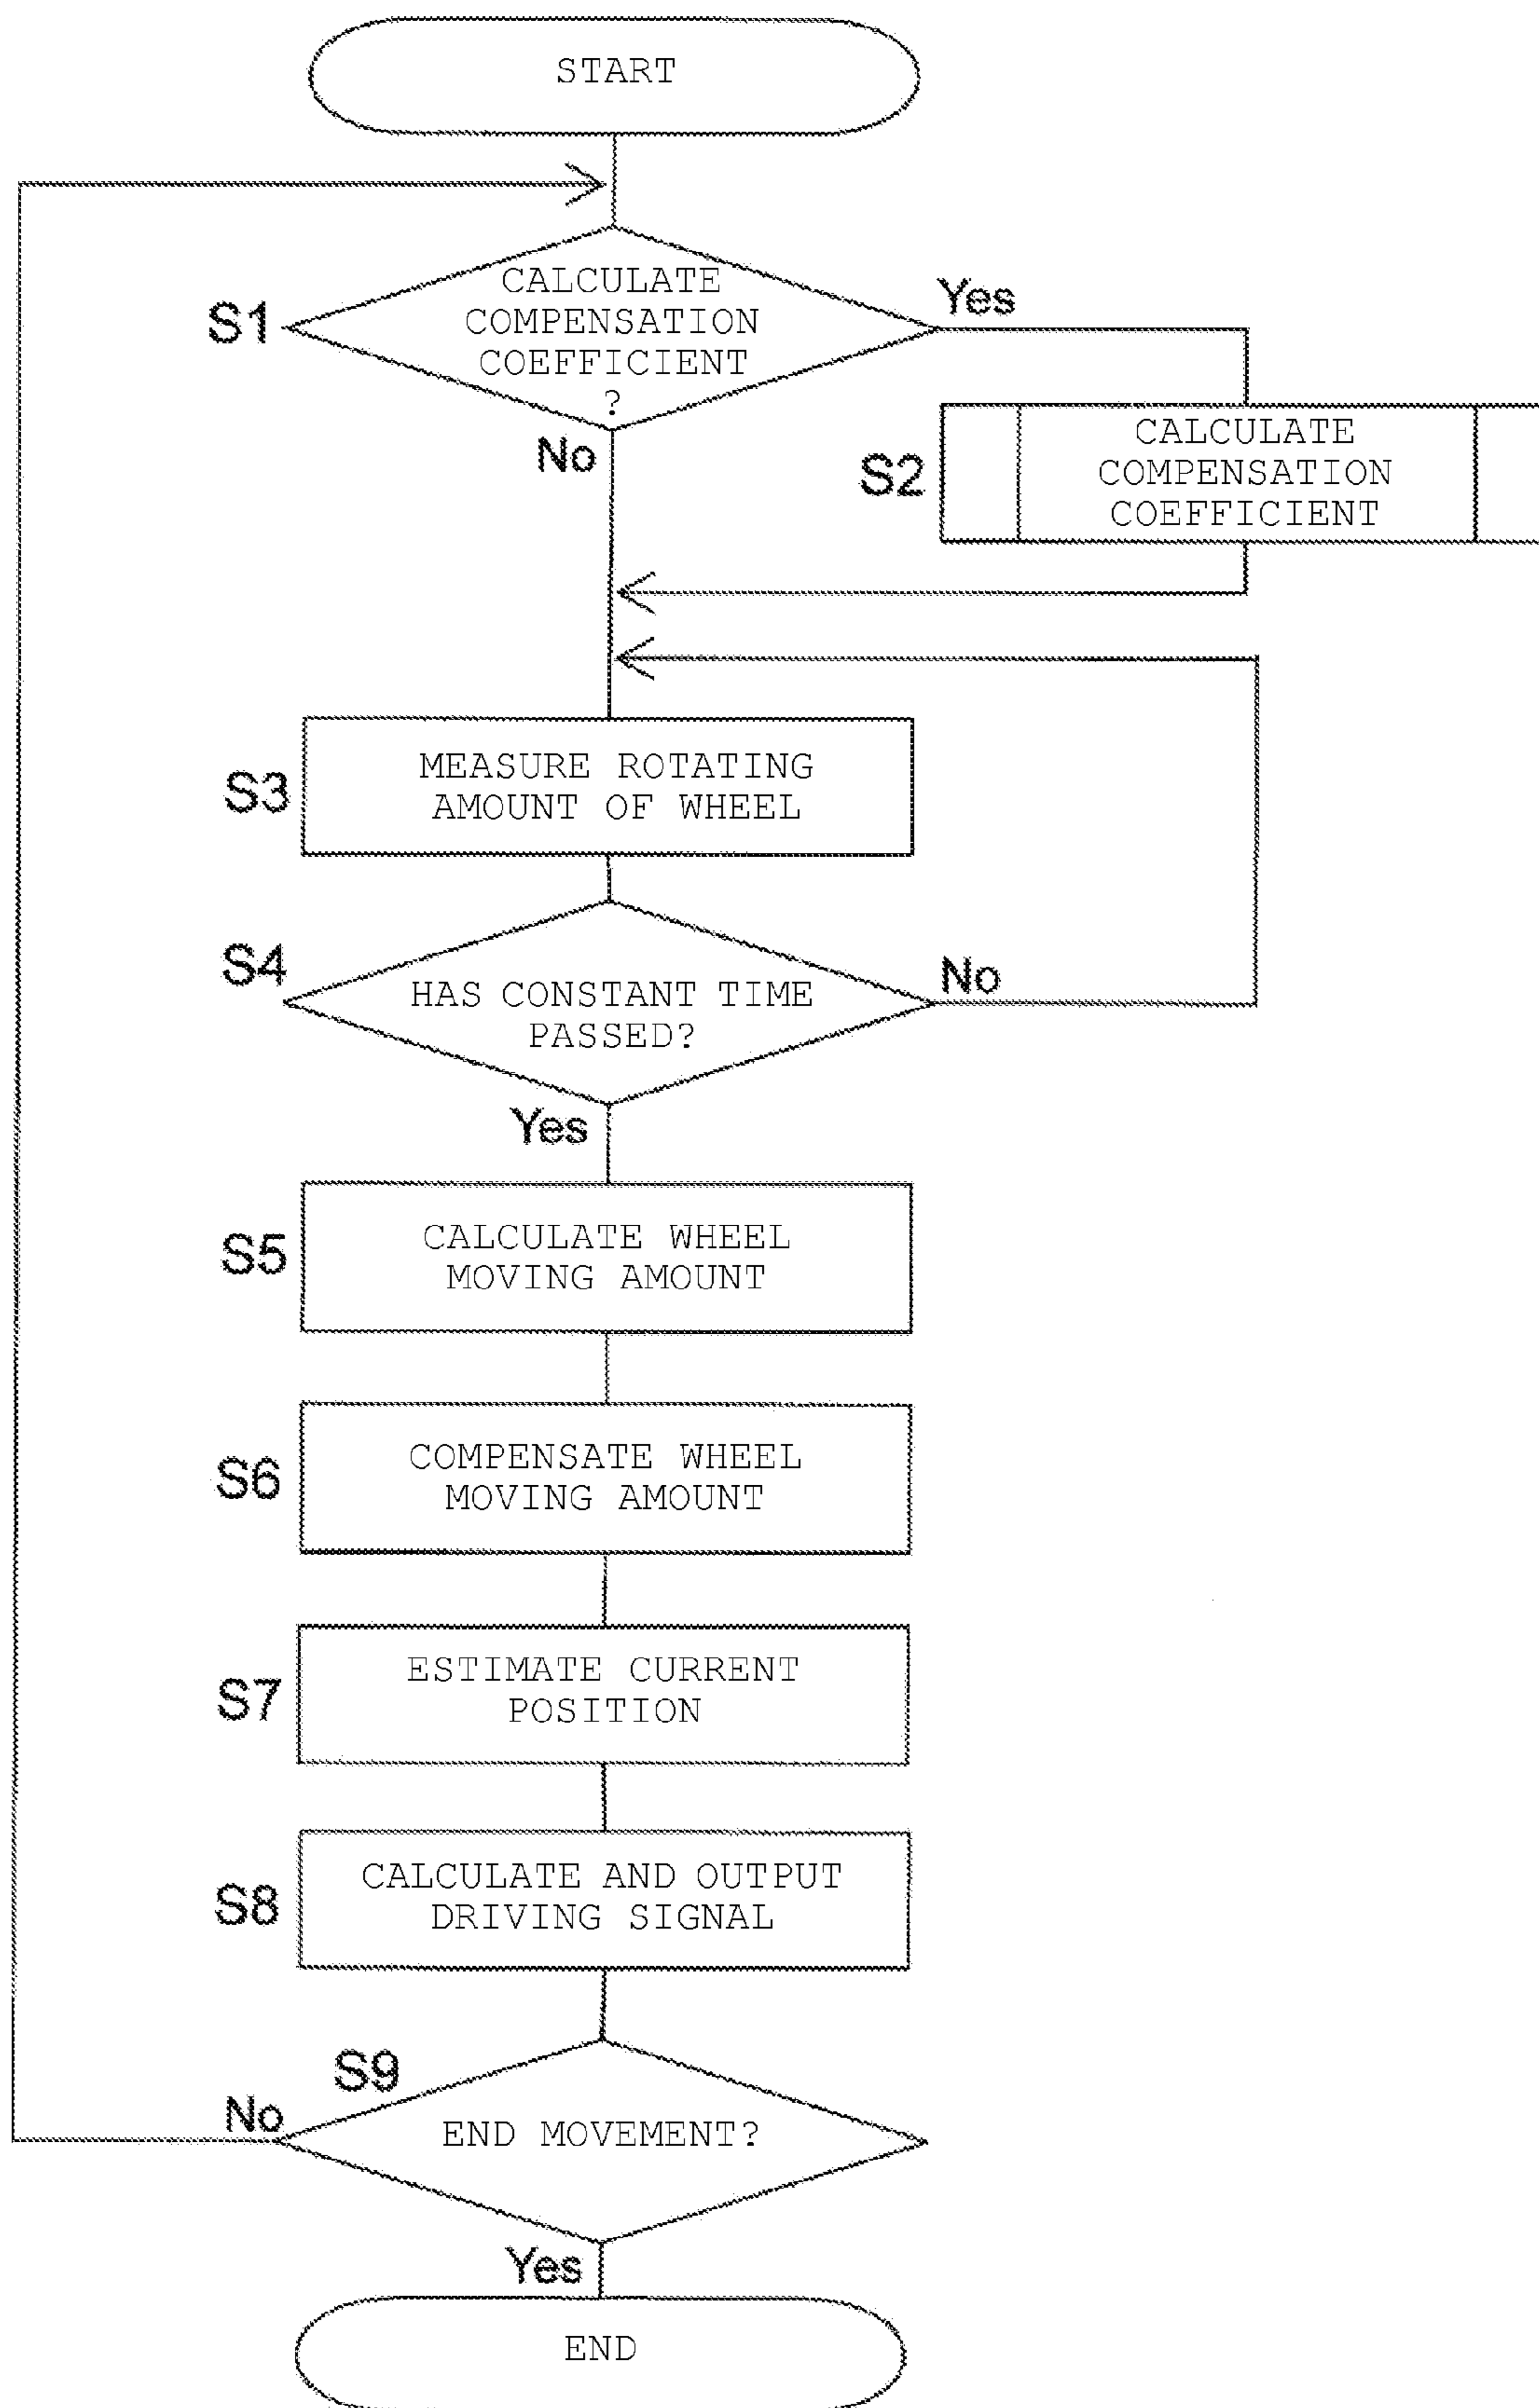 START
S1
CALCULATE
COMPENSATION
COEFFICIENT
?
Yes
No
S2
CALCULATE
COMPENSATION
COEFFICIENT
S3
MEASURE ROTATING
AMOUNT OF WHEEL
S4
HAS CONSTANT TIME
PASSED?
No
Yes
S5
CALCULATE WHEEL
MOVING AMOUNT
S6
COMPENSATE WHEEL
MOVING AMOUNT
S7
ESTIMATE CURRENT
POSITION
S8
CALCULATE AND OUTPUT
DRIVING SIGNAL
S9
No
END MOVEMENT?
Yes
END